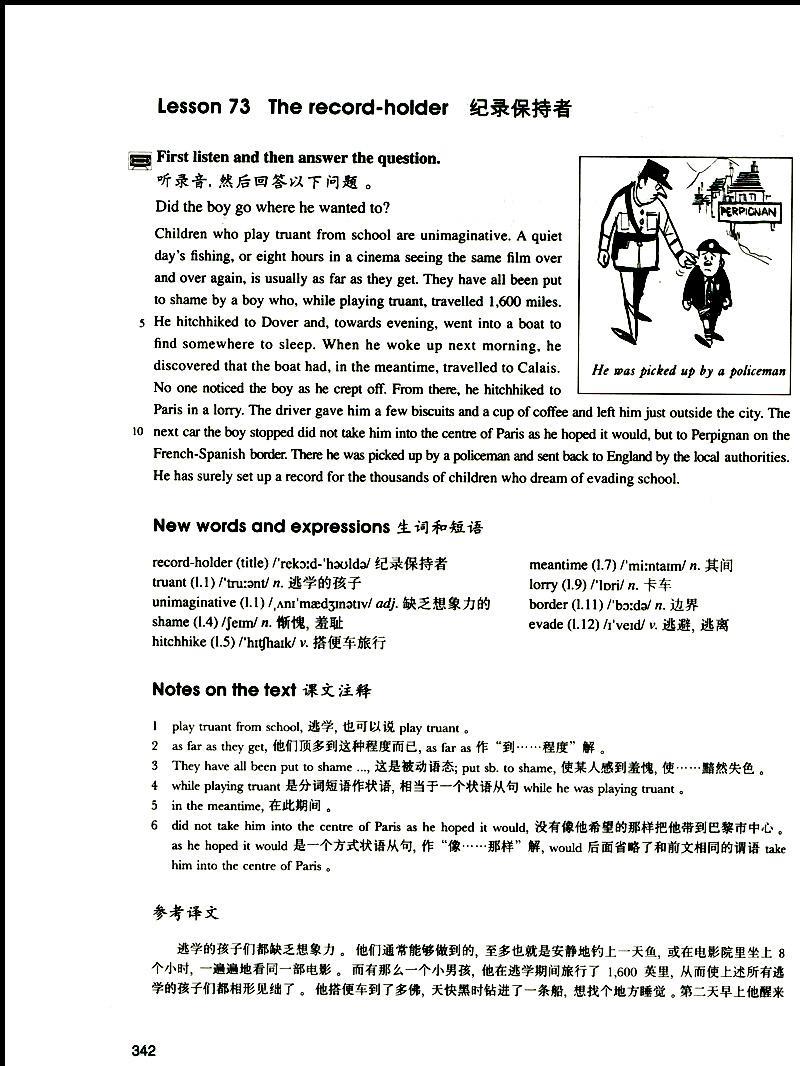 Lesson 73 The record-holder 纪录保持者
First listen and then answer the question.
听录音，然后回答以下问题。
Did the boy go where he wanted to?
PERPIGNAN
He was picked up by a policeman
Children who play truant from school are unimaginative. A quiet
day's fishing, or eight hours in a cinema seeing the same film over
and over again, is usually as far as they get. They have all been put
to shame by a boy who, while playing truant, travelled 1,600 miles.
5 He hitchhiked to Dover and, towards evening, went into a boat to
find somewhere to sleep. When he woke up next morning, he
discovered that the boat had, in the meantime, travelled to Calais.
No one noticed the boy as he crept off. From there, he hitchhiked to
Paris in a lorry. The driver gave him a few biscuits and a cup of coffee and left him just outside the city. The
10 next car the boy stopped did not take him into the centre of Paris as he hoped it would, but to Perpignan on the
French-Spanish border. There he was picked up by a policeman and sent back to England by the local authorities.
He has surely set up a record for the thousands of children who dream of evading school.
New words and expressions 生词和短语
record-holder (title) /'rekɔ:d-'həʊldə/ 纪录保持者
truant (l.1) /'tru:ənt/ n. 逃学的孩子
unimaginative (l.1) /ˌʌnɪ'mædʒɪnətɪv/ adj. 缺乏想象力的
shame (l.4) /ʃeɪm/ n. 惭愧, 羞耻
hitchhike (l.5) /'hɪtʃhaɪk/ v. 搭便车旅行
meantime (l.7) /'mi:ntaɪm/ n. 其间
lorry (l.9) /'lɒri/ n. 卡车
border (l.11) /'bɔ:də/ n. 边界
evade (l.12) /ɪ'veɪd/ v. 逃避, 逃离
Notes on the text 课文注释
1 play truant from school, 逃学, 也可以说 play truant 。
2 as far as they get, 他们顶多到这种程度而已, as far as 作“到……程度”解 。
3 They have all been put to shame ..., 这是被动语态; put sb. to shame, 使某人感到羞愧, 使……黯然失色 。
4 while playing truant 是分词短语作状语, 相当于一个状语从句 while he was playing truant 。
5 in the meantime, 在此期间 。
6 did not take him into the centre of Paris as he hoped it would, 没有像他希望的那样把他带到巴黎市中心 。
as he hoped it would 是一个方式状语从句, 作“像……那样”解, would 后面省略了和前文相同的谓语 take
him into the centre of Paris 。
参考译文
逃学的孩子们都缺乏想象力 。 他们通常能够做到的, 至多也就是安静地钓上一天鱼, 或在电影院里坐上 8
个小时, 一遍遍地看同一部电影 。 而有那么一个小男孩, 他在逃学期间旅行了 1,600 英里, 从而使上述所有逃
学的孩子们都相形见绌了 。 他搭便车到了多佛, 天快黑时钻进了一条船, 想找个地方睡觉 。第二天早上他醒来
342